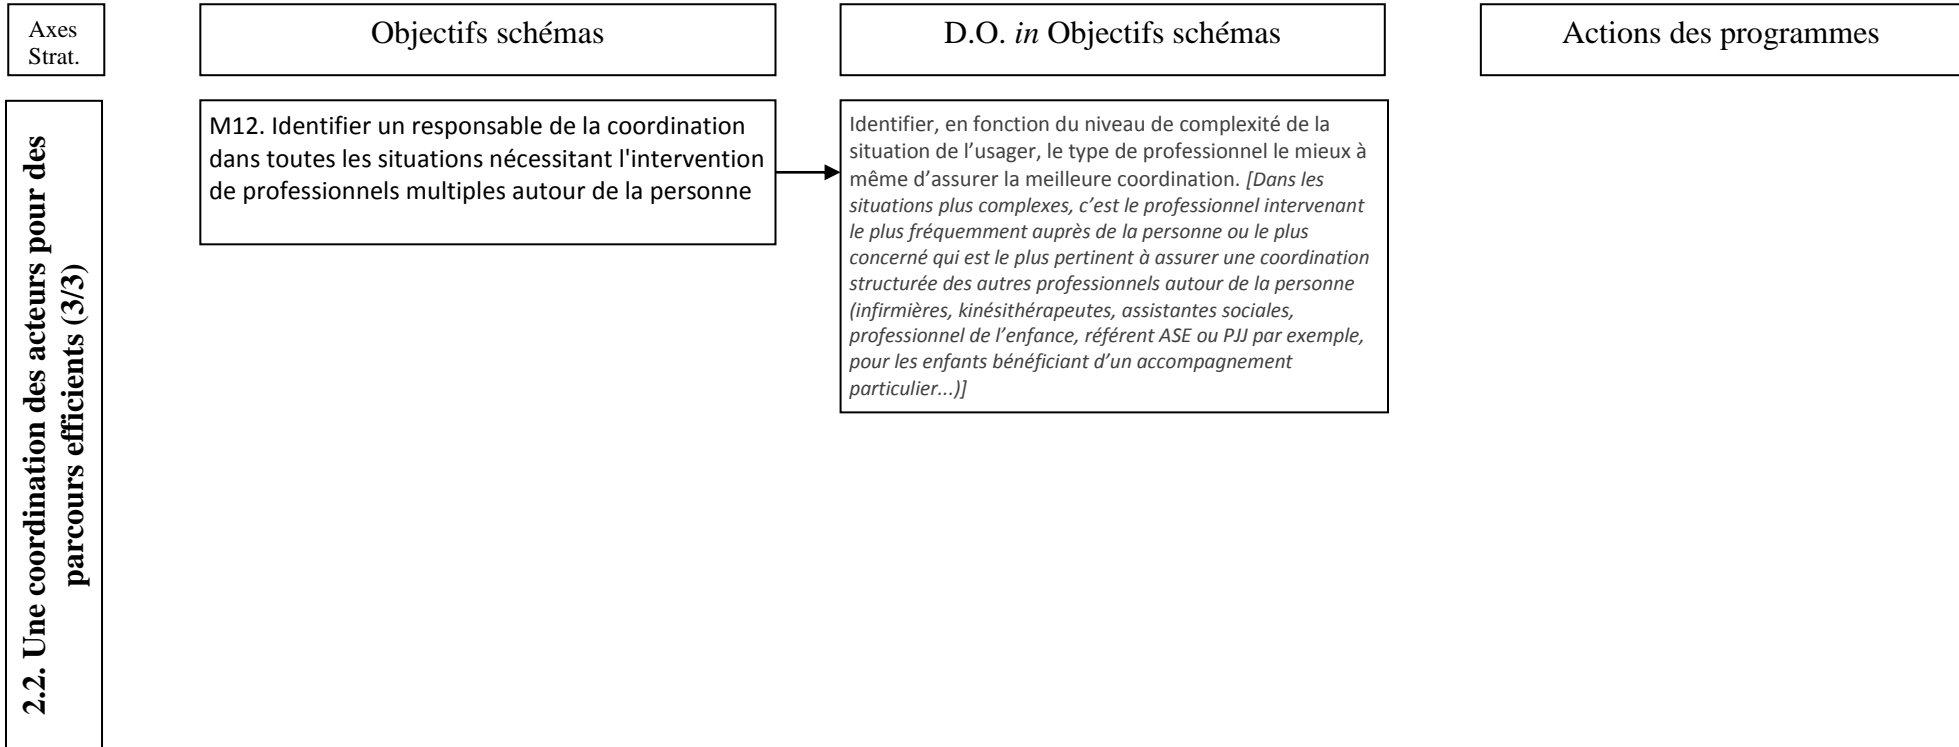 Axes
Strat.
Objectifs schémas
D.O. in Objectifs schémas
Actions des programmes
2.2. Une coordination des acteurs pour des
parcours efficients (3/3)
M12. Identifier un responsable de la coordination
dans toutes les situations nécessitant l'intervention
de professionnels multiples autour de la personne
Identifier, en fonction du niveau de complexité de la
situation de l’usager, le type de professionnel le mieux à
même d’assurer la meilleure coordination. [Dans les
situations plus complexes, c’est le professionnel intervenant
le plus fréquemment auprès de la personne ou le plus
concerné qui est le plus pertinent à assurer une coordination
structurée des autres professionnels autour de la personne
(infirmières, kinésithérapeutes, assistantes sociales,
professionnel de l’enfance, référent ASE ou PJJ par exemple,
pour les enfants bénéficiant d’un accompagnement
particulier...)]